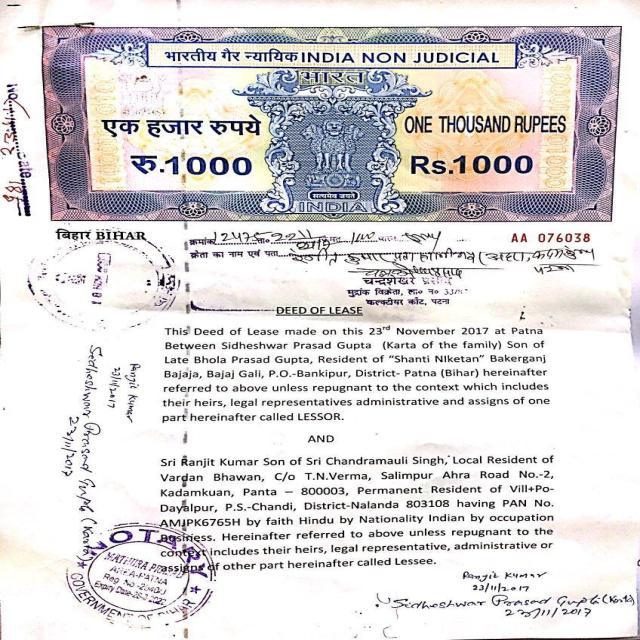 भारतीय गैर न्यायिक INDIA NON JUDICIAL
भारत
एक हजार रुपये ONE THOUSAND RUPEES
रु.1000 Rs.1000
सत्यमेव जयते
INDIA
बिहार BIHAR
AA 076038
क्रमांक 12475
क्रेता का नाम एवं पता
चन्द्रशेखर प्रसाद
मुद्रांक विक्रेता, ला० न०
कलक्टियर कोर्ट, पटना
DEED OF LEASE
This Deed of Lease made on this 23rd November 2017 at Patna
Between Sidheshwar Prasad Gupta (Karta of the family) Son of
Late Bhola Prasad Gupta, Resident of "Shanti NIketan" Bakerganj
Bajaja, Bajaj Gali, P.O.-Bankipur, District- Patna (Bihar) hereinafter
referred to above unless repugnant to the context which includes
their heirs, legal representatives administrative and assigns of one
part hereinafter called LESSOR.
AND
Sri Ranjit Kumar Son of Sri Chandramauli Singh, Local Resident of
Vardan Bhawan, C/o T.N.Verma, Salimpur Ahra Road No.-2,
Kadamkuan, Panta – 800003, Permanent Resident of Vill+Po-
Dayalpur, P.S.-Chandi, District-Nalanda 803108 having PAN No.
AMJPK6765H by faith Hindu by Nationality Indian by occupation
Business. Hereinafter referred to above unless repugnant to the
context includes their heirs, legal representative, administrative or
assigns of other part hereinafter called Lessee.
Ranjit Kumar
23/11/2017
Sidheshwar Prasad Gupta (Karta)
23/11/2017
Ranjit Kumar
23/11/2017
Sidheshwar Prasad Gupta (Karta)
23/11/2017
NOTARY
MATHURA PRASAD
AREA-PATNA
Reg. No.
Expiry Date
GOVERNMENT OF